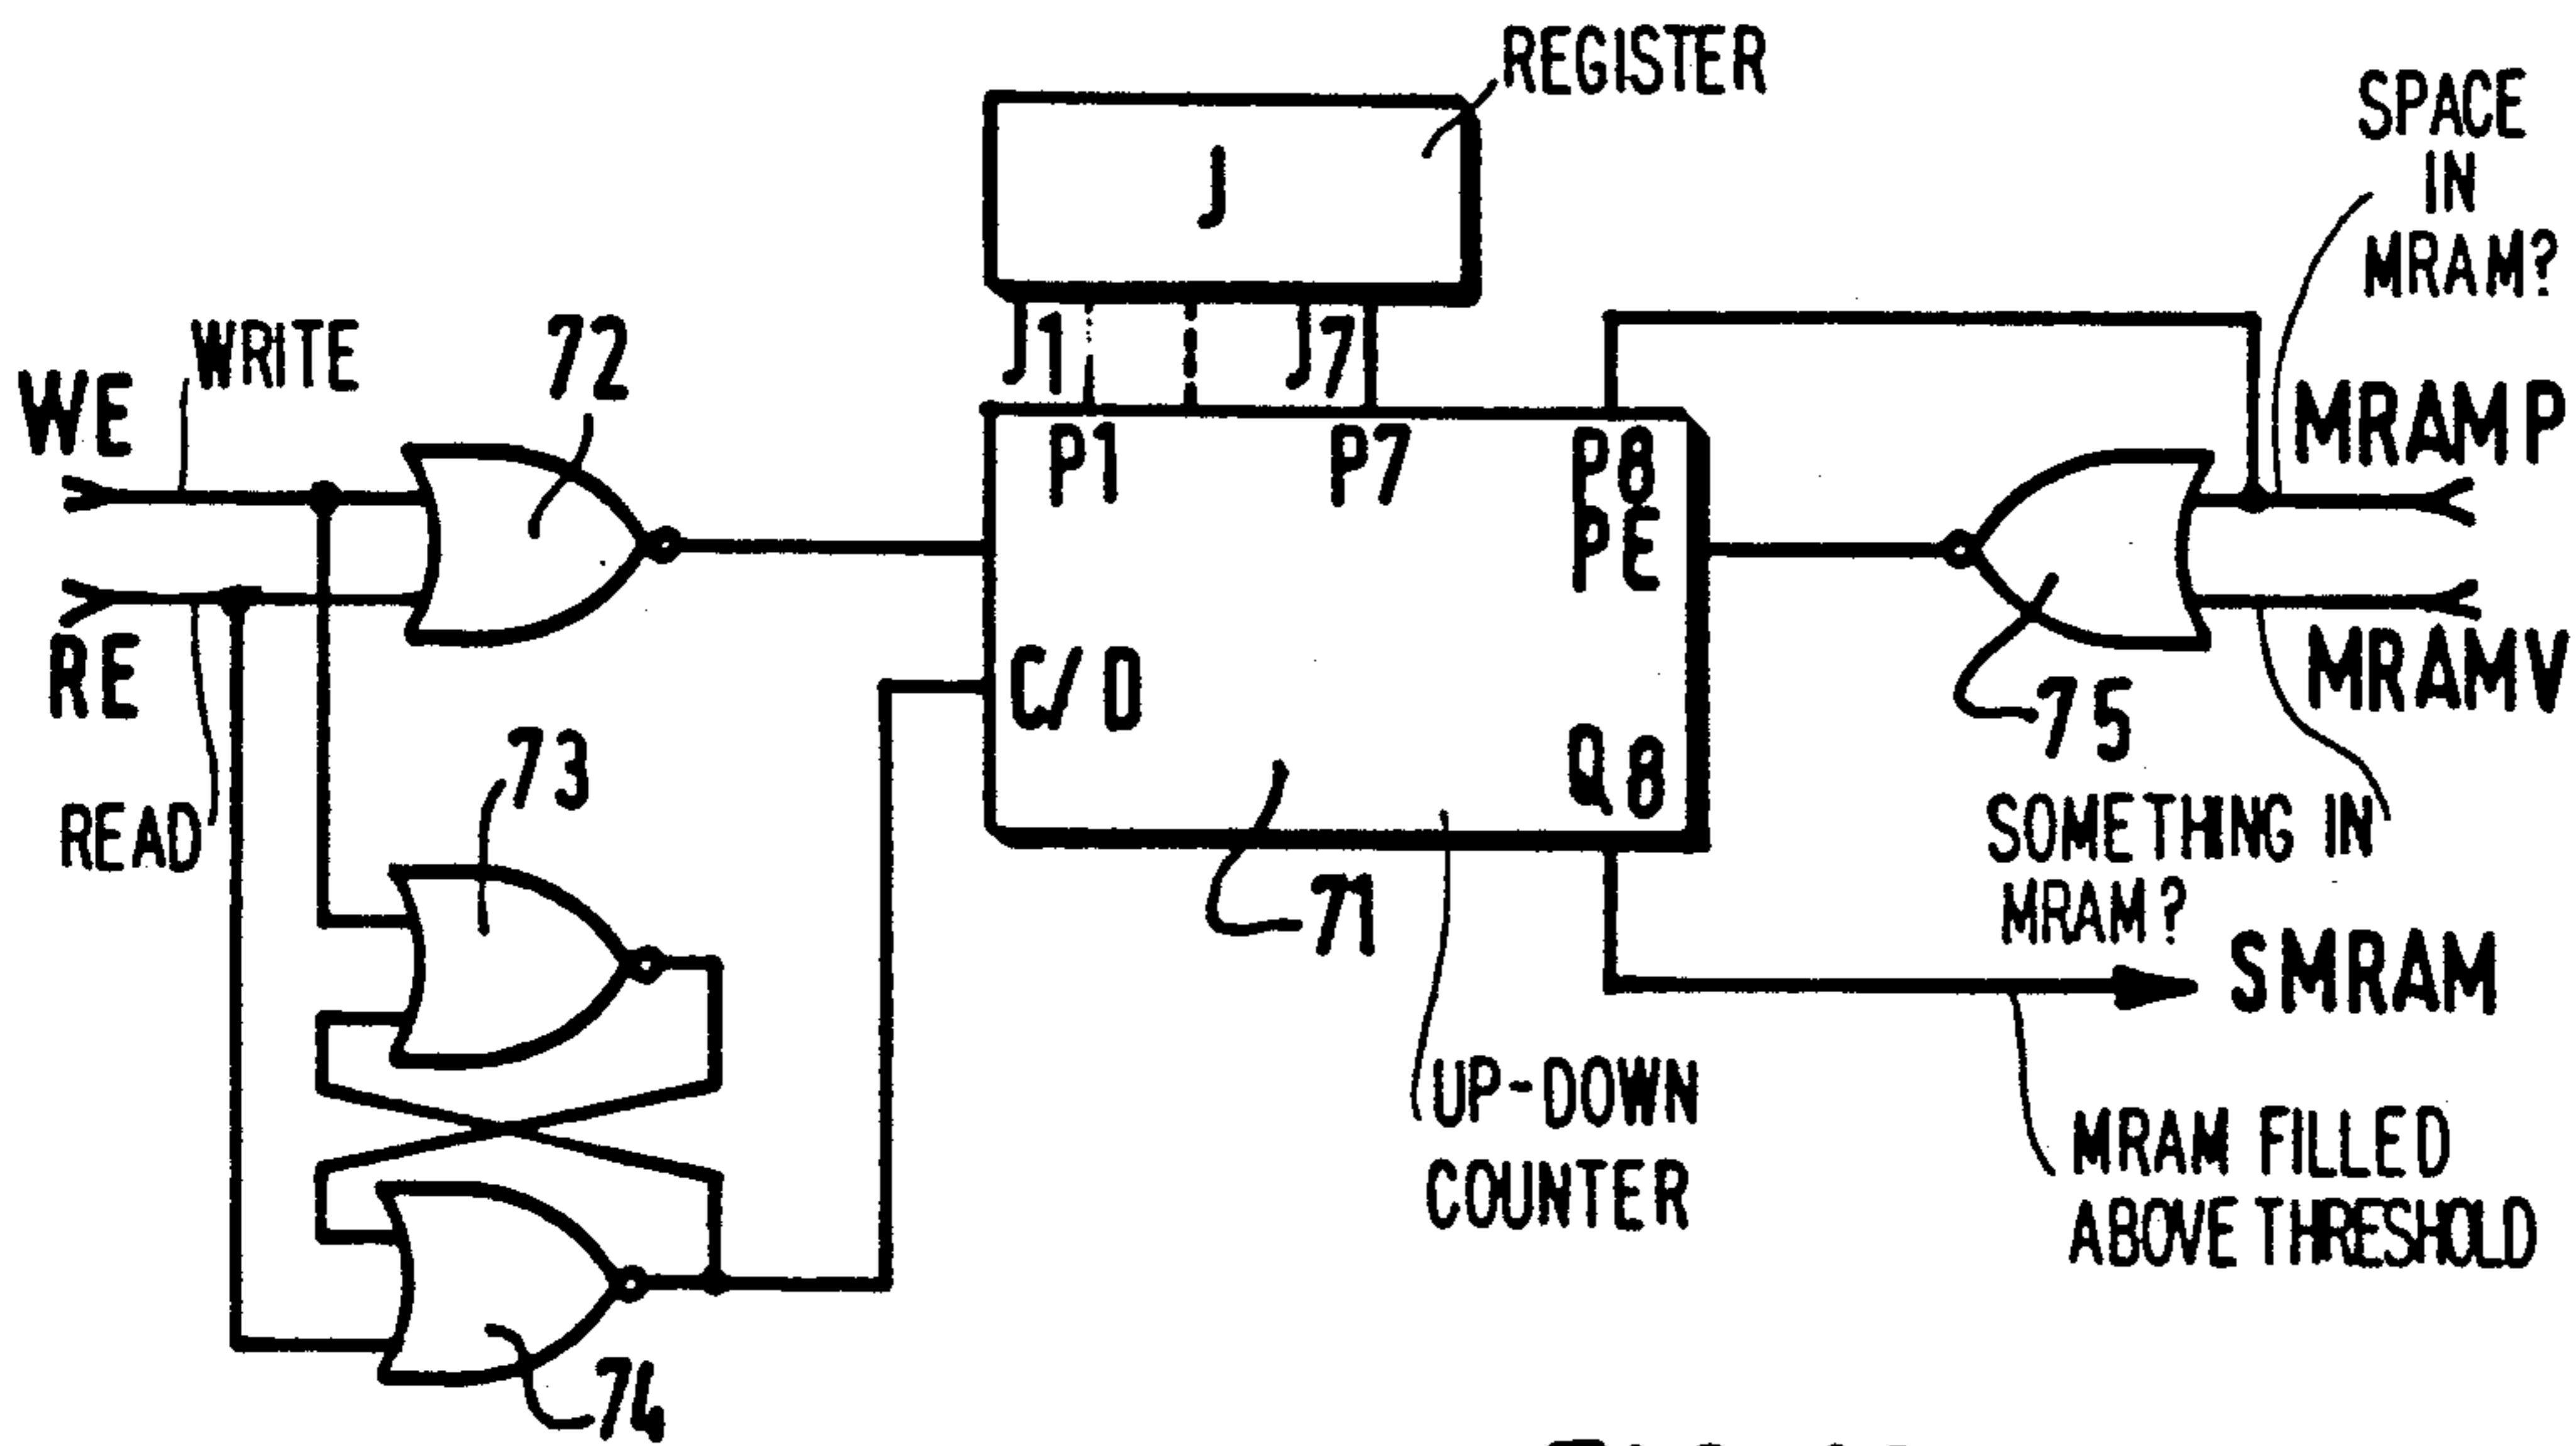 REGISTER
SPACE
IN
MRAM?
J
J1
J7
WRITE
72
WE
MRAMP
P1
P7
P8
PE
RE
C/D
MRAMV
75
READ
73
Q8
SOMETHING IN
MRAM?
71
SMRAM
UP-DOWN
COUNTER
MRAM FILLED
ABOVE THRESHOLD
74